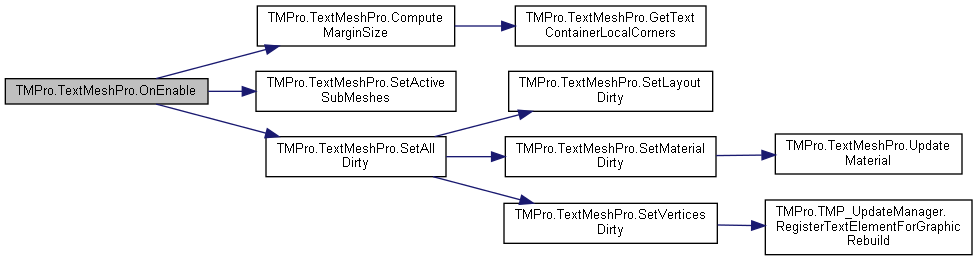 TMPro.TextMeshPro.OnEnable
TMPro.TextMeshPro.Compute
MarginSize
TMPro.TextMeshPro.GetText
ContainerLocalCorners
TMPro.TextMeshPro.SetActive
SubMeshes
TMPro.TextMeshPro.SetAll
Dirty
TMPro.TextMeshPro.SetLayout
Dirty
TMPro.TextMeshPro.SetMaterial
Dirty
TMPro.TextMeshPro.Update
Material
TMPro.TextMeshPro.SetVertices
Dirty
TMPro.TMP_UpdateManager.
RegisterTextElementForGraphic
Rebuild